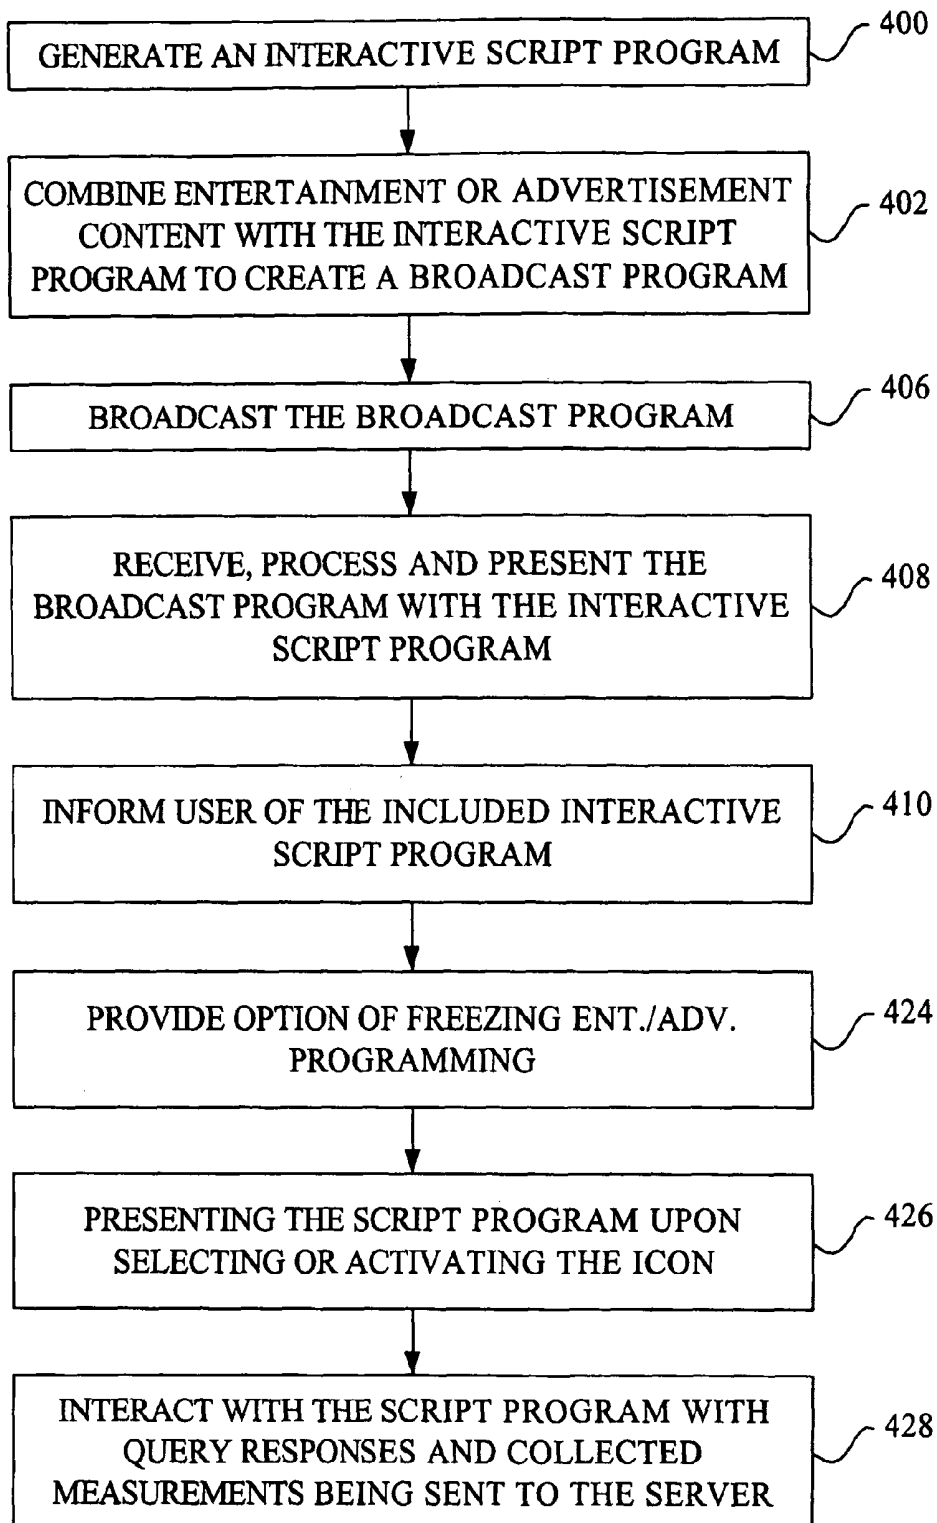 GENERATE AN INTERACTIVE SCRIPT PROGRAM
400
COMBINE ENTERTAINMENT OR ADVERTISEMENT
CONTENT WITH THE INTERACTIVE SCRIPT
PROGRAM TO CREATE A BROADCAST PROGRAM
402
BROADCAST THE BROADCAST PROGRAM
406
RECEIVE, PROCESS AND PRESENT THE
BROADCAST PROGRAM WITH THE INTERACTIVE
SCRIPT PROGRAM
408
INFORM USER OF THE INCLUDED INTERACTIVE
SCRIPT PROGRAM
410
PROVIDE OPTION OF FREEZING ENT./ADV.
PROGRAMMING
424
PRESENTING THE SCRIPT PROGRAM UPON
SELECTING OR ACTIVATING THE ICON
426
INTERACT WITH THE SCRIPT PROGRAM WITH
QUERY RESPONSES AND COLLECTED
MEASUREMENTS BEING SENT TO THE SERVER
428